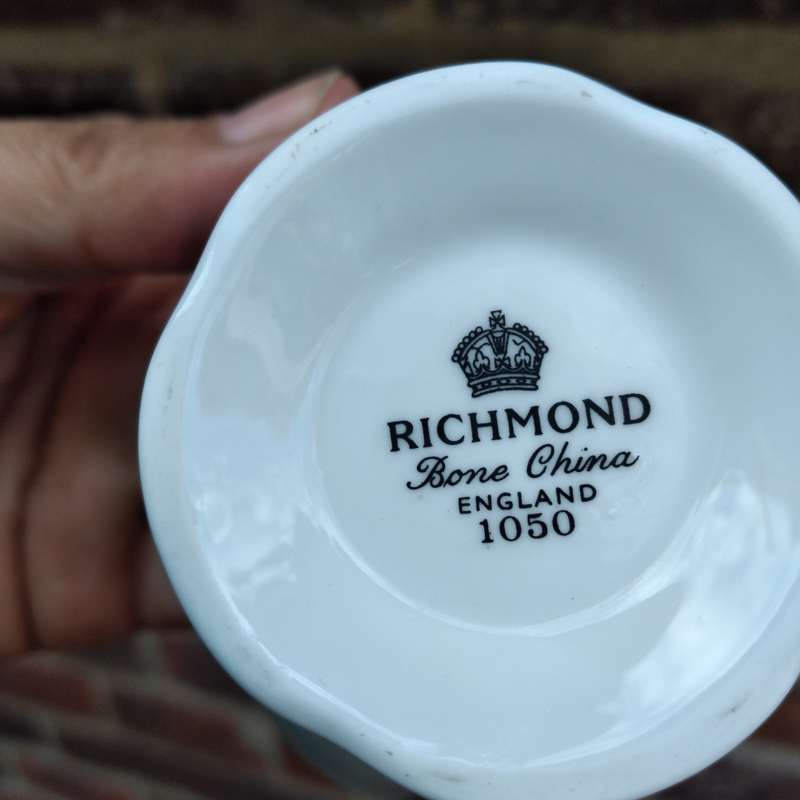 RICHMOND
Bone China
ENGLAND
1050